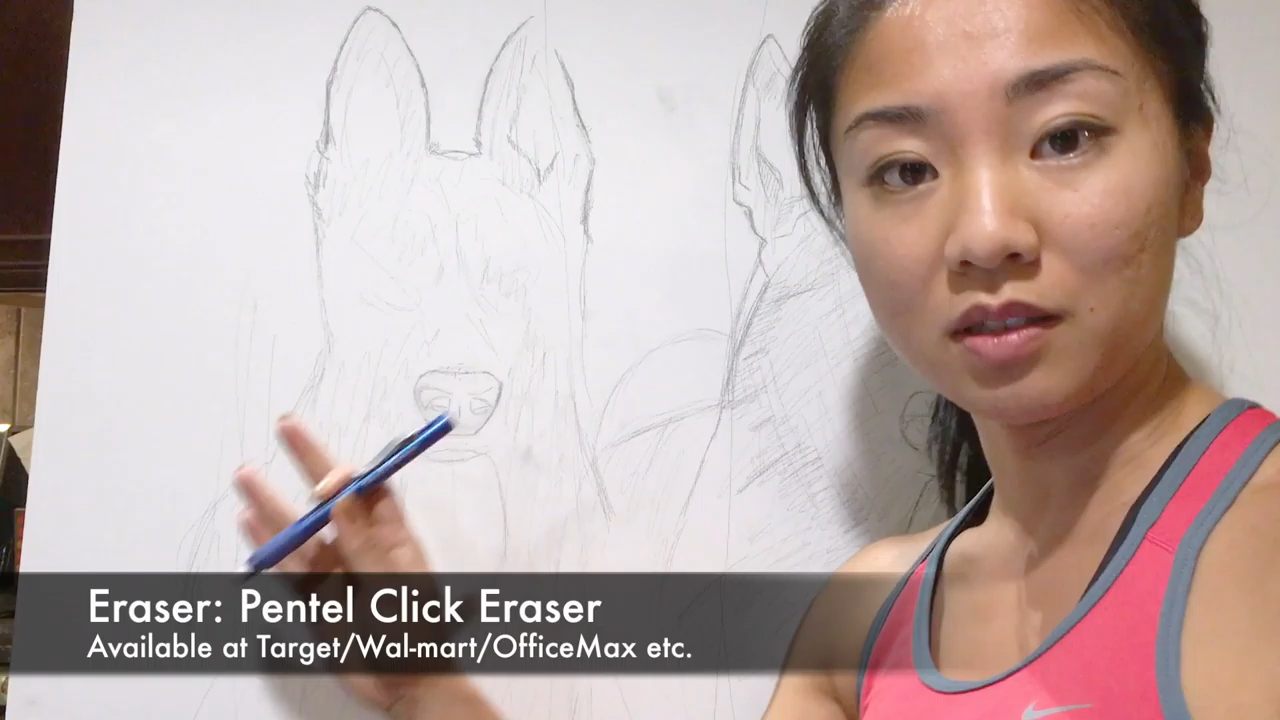 Eraser: Pentel Click Eraser
Available at Target/Wal-mart/OfficeMax etc.